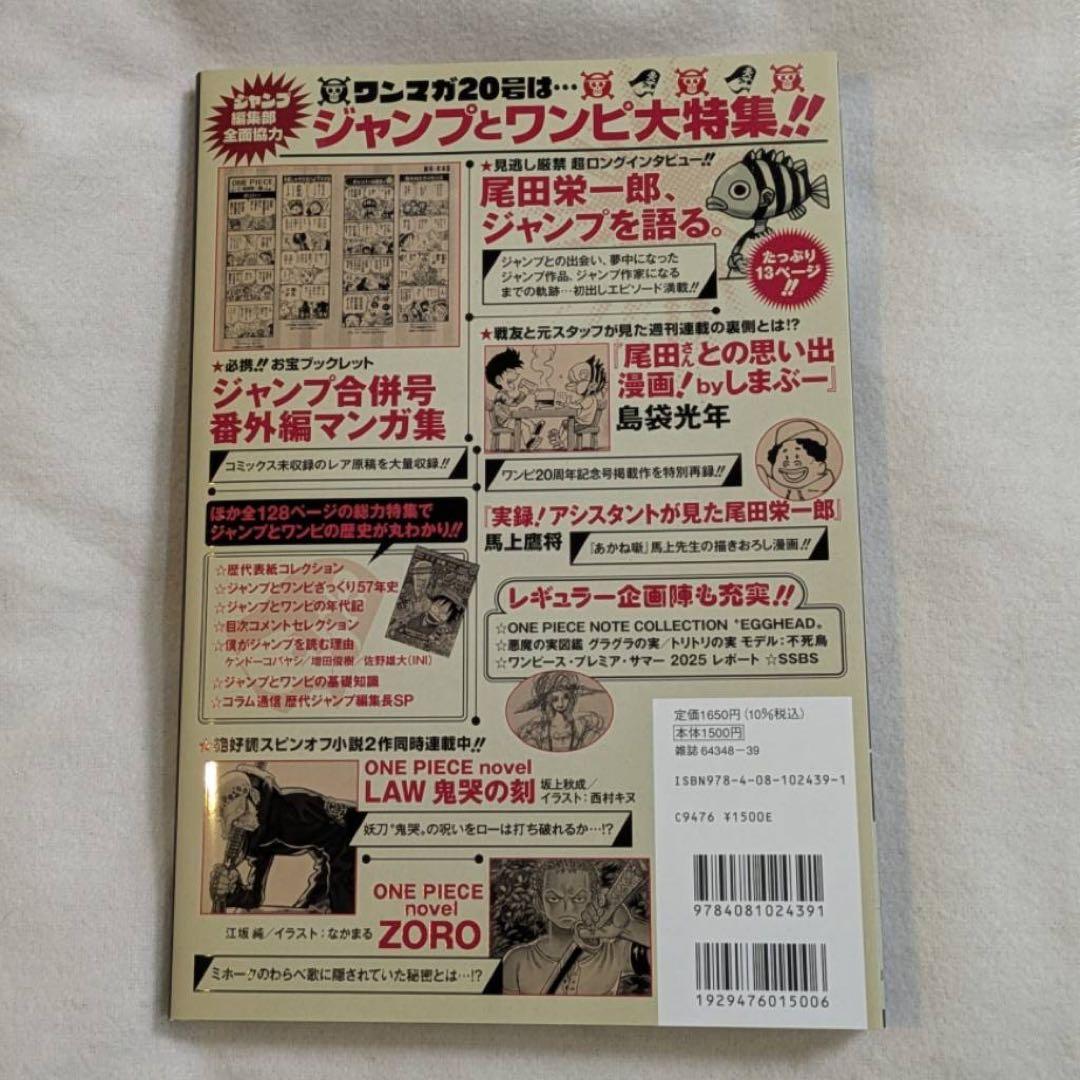 ジャンプ
編集部
全面協力
ワンマガ20号は…
ジャンプとワンピ大特集!!
ONE PIECE
★必携!! お宝ブックレット
ジャンプ合併号
番外編マンガ集
コミックス未収録のレア原稿を大量収録!!
★見逃し厳禁 超ロングインタビュー!!
尾田栄一郎、
ジャンプを語る。
ジャンプとの出会い、夢中になった
ジャンプ作品、ジャンプ作家になる
までの軌跡…初出しエピソード満載!!
たっぷり
13ページ
!!
★戦友と元スタッフが見た週刊連載の裏側とは!?
『尾田さんとの思い出
漫画!byしまぶー』
島袋光年
ワンピ20周年記念号掲載作を特別再録!!
『実録!アシスタントが見た尾田栄一郎』
馬上鷹将
『あかね噺』馬上先生の描きおろし漫画!!
ほか全128ページの総力特集で
ジャンプとワンピの歴史が丸わかり!!
☆歴代表紙コレクション
☆ジャンプとワンピざっくり57年史
☆ジャンプとワンピの年代記
☆目次コメントセレクション
☆僕がジャンプを読む理由
ケンドーコバヤシ/増田俊樹/佐野雄大(INI)
☆ジャンプとワンピの基礎知識
☆コラム通信 歴代ジャンプ編集長SP
レギュラー企画陣も充実!!
☆ONE PIECE NOTE COLLECTION "EGGHEAD"
☆悪魔の実図鑑 グラグラの実/トリトリの実 モデル:不死鳥
☆ワンピース・プレミア・サマー 2025 レポート ☆SSBS
★絶好調スピンオフ小説2作同時連載中!!
ONE PIECE novel
LAW 鬼哭の刻
坂上秋成/
イラスト:西村キヌ
妖刀"鬼哭"の呪いをローは打ち破れるか…!?
ONE PIECE
novel
ZORO
江坂 純/イラスト:なかまる
ミホークのわらべ歌に隠されていた秘密とは…!?
定価1650円(10%税込)
本体1500円
雑誌 64348-39
ISBN978-4-08-102439-1
C9476 ¥1500E
9784081024391
1929476015006